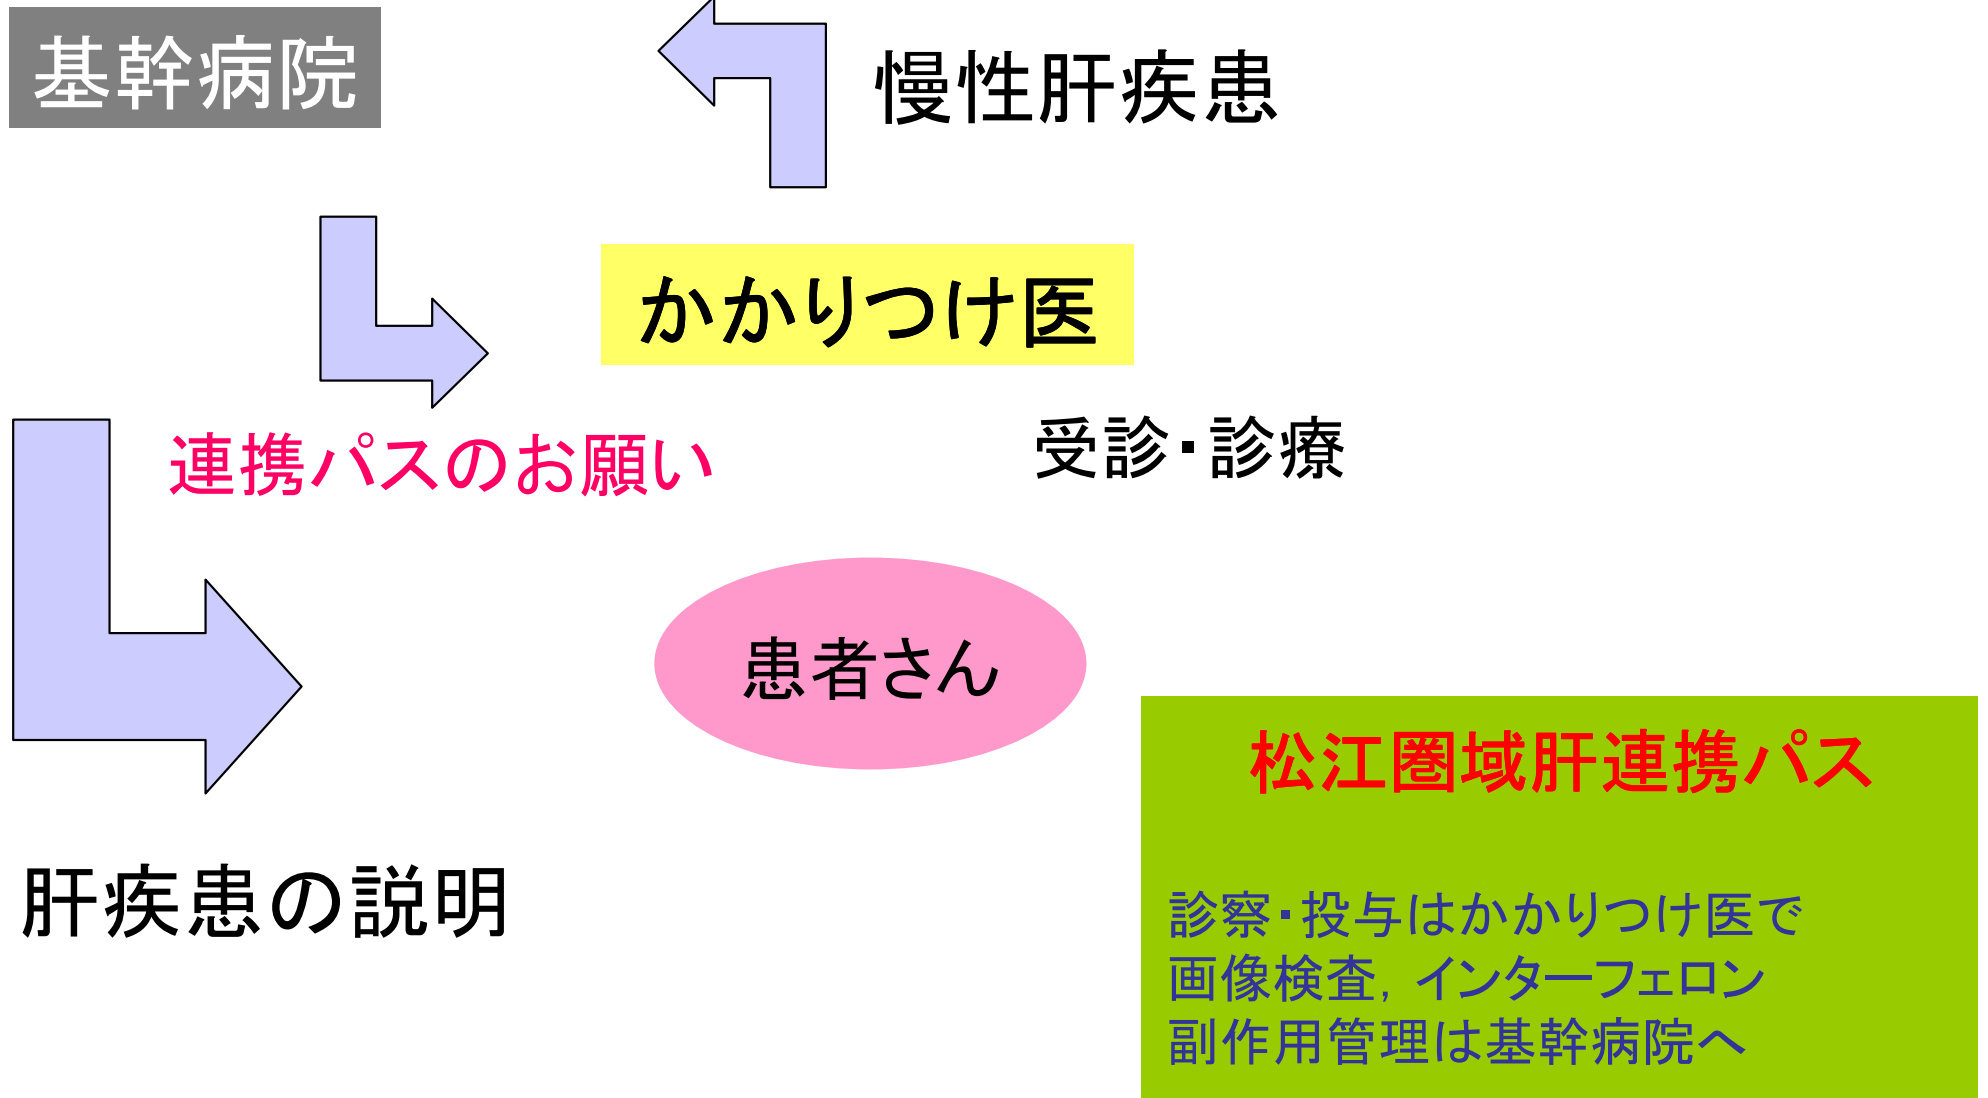 基幹病院
慢性肝疾患
かかりつけ医
連携パスのお願い
受診・診療
患者さん
松江圏域肝連携パス
肝疾患の説明
診察・投与はかかりつけ医で
画像検査，インターフェロン
副作用管理は基幹病院へ